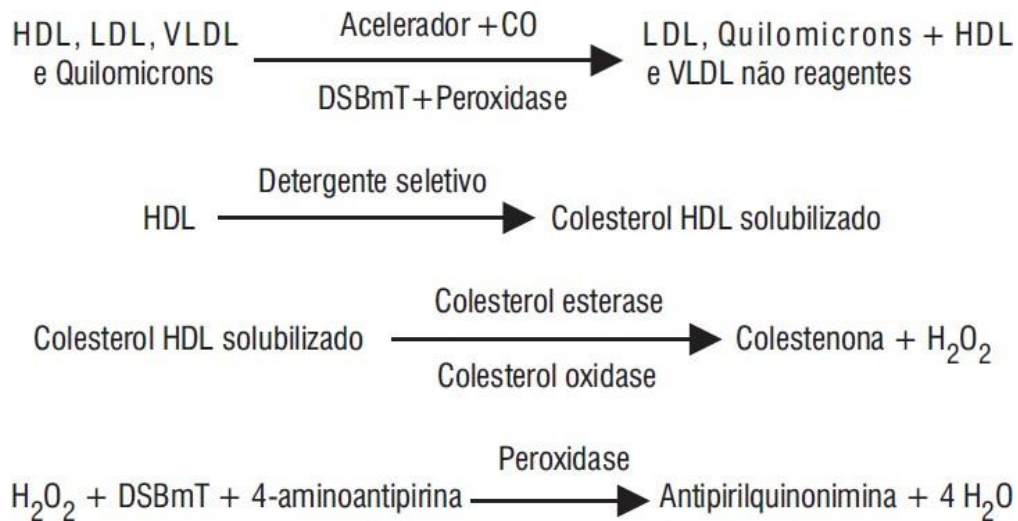 Acelerador + CO
HDL, LDL, VLDL e Quilomicrons
LDL, Quilomicrons + HDL e VLDL não reagentes
DSBmT+Peroxidase
Detergente seletivo
HDL
Colesterol HDL solubilizado
Colesterol esterase
Colesterol HDL solubilizado
Colestenona + H₂O₂
Colesterol oxidase
Peroxidase
H₂O₂ + DSBmT + 4-aminoantipirina
Antipirilquinonimina + 4 H₂O